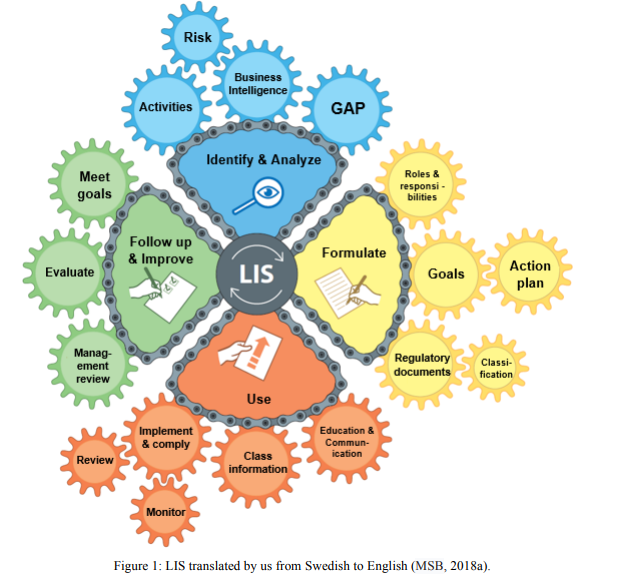 Risk
Business
Intelligence
Activities
GAP
Identify & Analyze
Roles &
responsi -
bilities
Meet
goals
Follow up
& Improve
Formulate
LIS
Evaluate
Goals
Action
plan
Manag-
ement
review
Regulatory
documents
Classi-
fication
Use
Implement
& comply
Education &
Commun-
ication
Review
Class
information
Monitor
Figure 1: LIS translated by us from Swedish to English (MSB, 2018a).